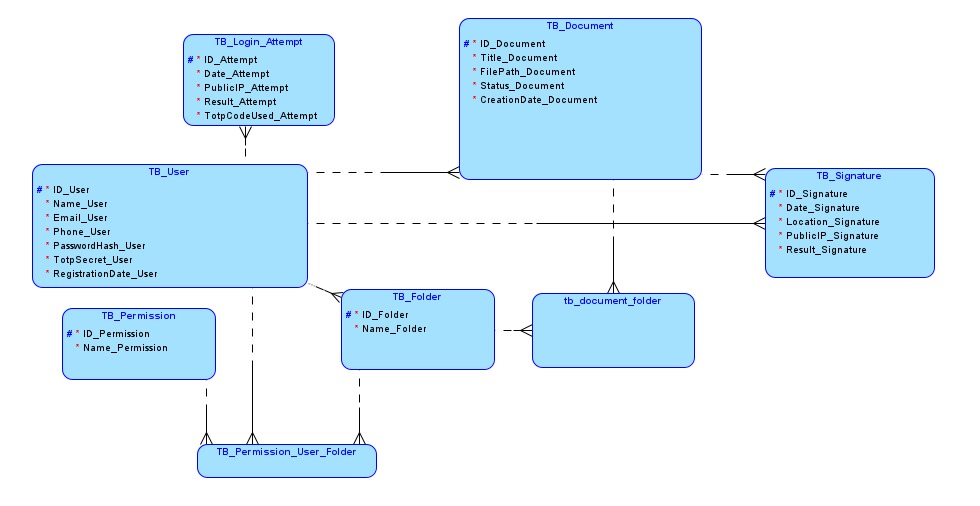 TB_Login_Attempt
# * ID_Attempt
* Date_Attempt
* PublicIP_Attempt
* Result_Attempt
* TotpCodeUsed_Attempt
TB_Document
# * ID_Document
* Title_Document
* FilePath_Document
* Status_Document
* CreationDate_Document
TB_User
# * ID_User
* Name_User
* Email_User
* Phone_User
* PasswordHash_User
* TotpSecret_User
* RegistrationDate_User
TB_Signature
# * ID_Signature
* Date_Signature
* Location_Signature
* PublicIP_Signature
* Result_Signature
TB_Permission
# * ID_Permission
* Name_Permission
TB_Folder
# * ID_Folder
* Name_Folder
tb_document_folder
TB_Permission_User_Folder